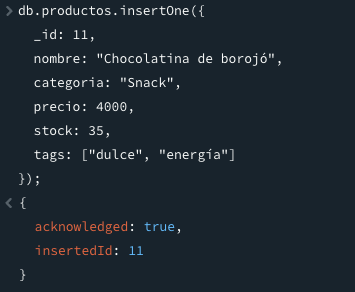 > db.productos.insertOne({
_id: 11,
nombre: "Chocolatina de borojó",
categoria: "Snack",
precio: 4000,
stock: 35,
tags: ["dulce", "energía"]
});
< {
acknowledged: true,
insertedId: 11
}